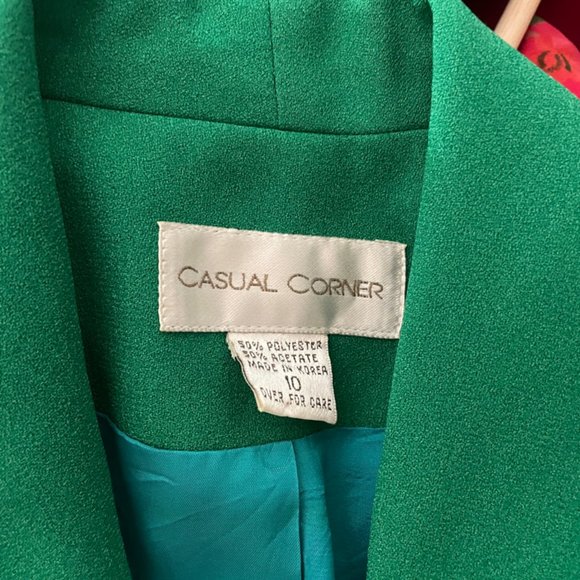 CASUAL CORNER
50% POLYESTER
50% ACETATE
MADE IN KOREA
10
OVER FOR CARE